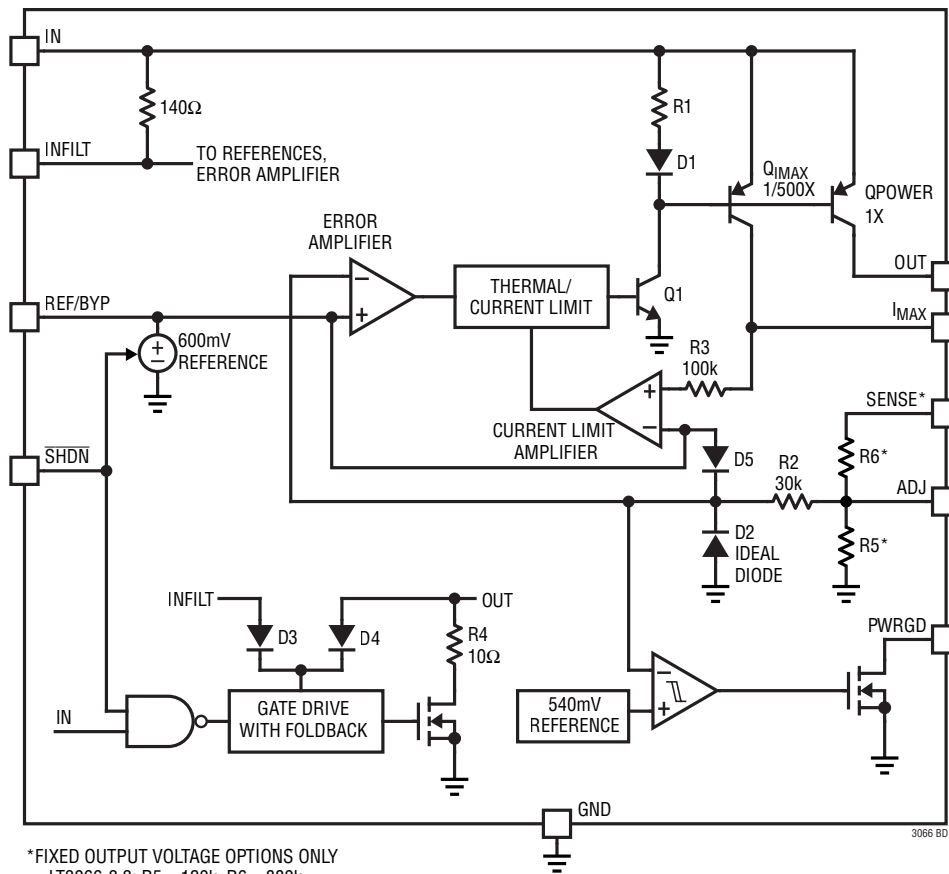 IN
140Ω
INFILT
TO REFERENCES,
ERROR AMPLIFIER
R1
D1
QIMAX
1/500X
QPOWER
1X
ERROR
AMPLIFIER
OUT
THERMAL/
CURRENT LIMIT
Q1
REF/BYP
IMAX
600mV
REFERENCE
R3
100k
CURRENT LIMIT
AMPLIFIER
SENSE*
SHDN
D5
R2
30k
R6*
ADJ
D2
IDEAL
DIODE
R5*
INFILT
OUT
D3
D4
R4
10Ω
PWRGD
IN
GATE DRIVE
WITH FOLDBACK
540mV
REFERENCE
GND
3066 BD
*FIXED OUTPUT VOLTAGE OPTIONS ONLY